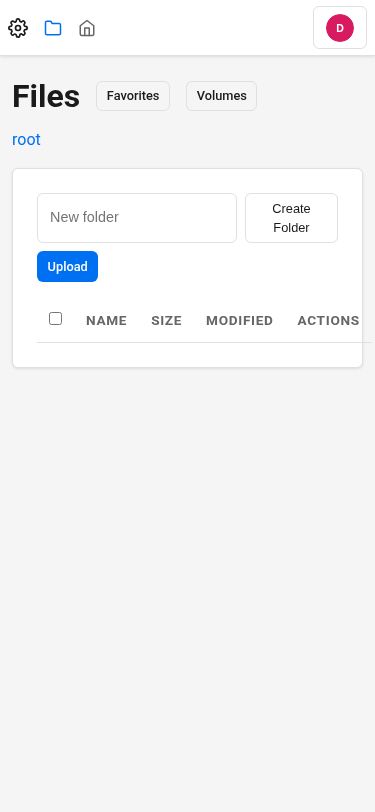 D
Files
Favorites
Volumes
root
New folder
Create
Folder
Upload
NAME SIZE MODIFIED ACTIONS